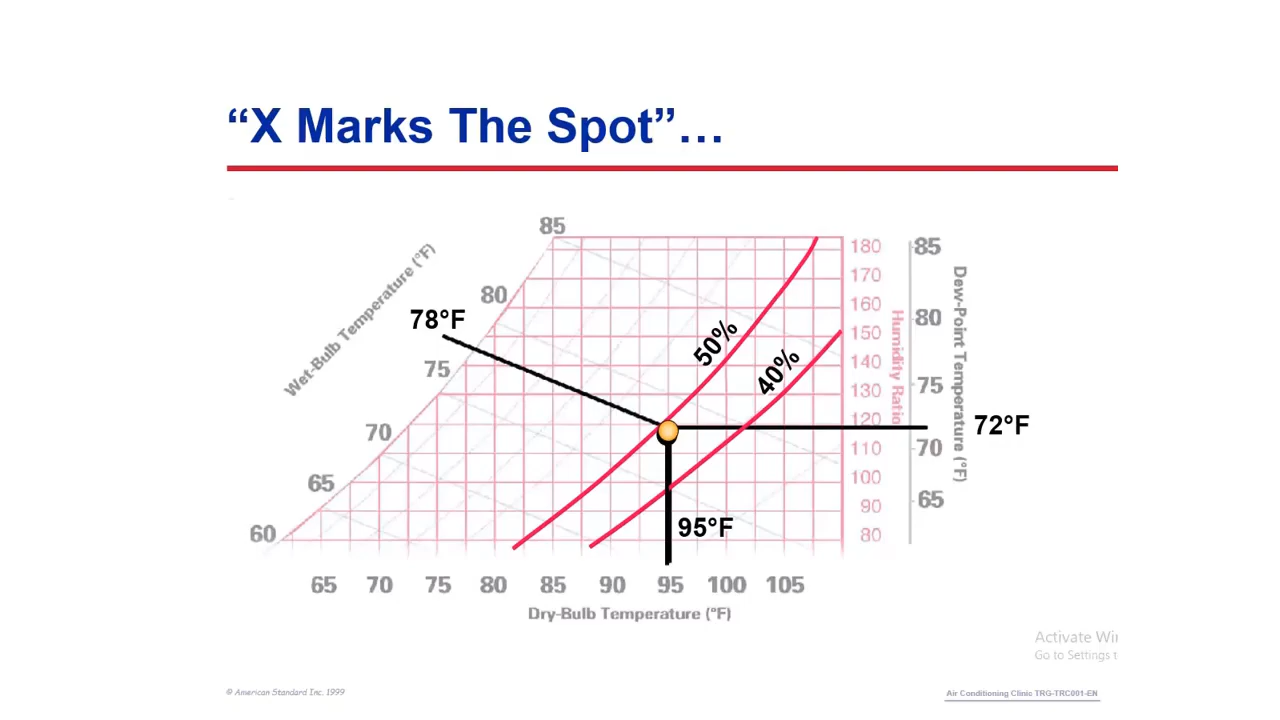 “X Marks The Spot”…
85
80
78°F
75
70
65
60
Wet-Bulb Temperature (°F)
50%
40%
180
170
160
150
140
130
120
110
100
90
80
Humidity Ratio
85
80
75
70
65
Dew-Point Temperature (°F)
72°F
95°F
65 70 75 80 85 90 95 100 105
Dry-Bulb Temperature (°F)
Activate Wi
Go to Settings t
© American Standard Inc. 1999
Air Conditioning Clinic TRG-TRC001-EN